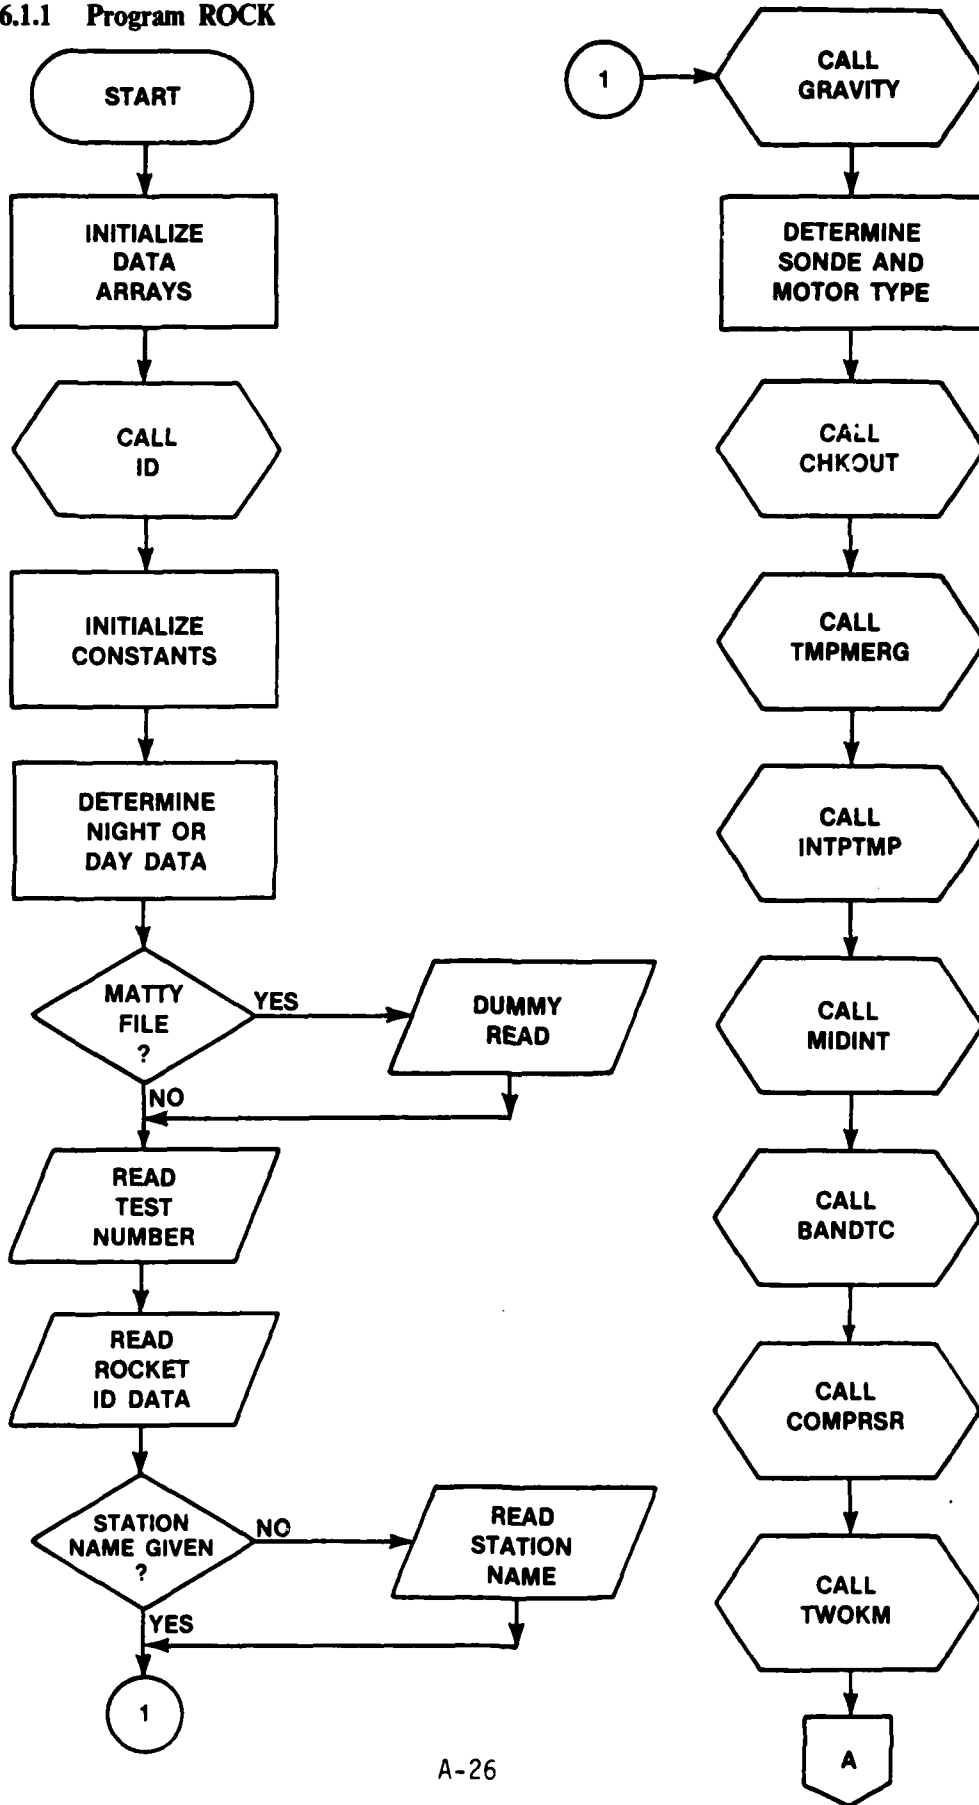 6.1.1 Program ROCK
START
INITIALIZE
DATA
ARRAYS
CALL
ID
INITIALIZE
CONSTANTS
DETERMINE
NIGHT OR
DAY DATA
MATTY
FILE
?
YES
DUMMY
READ
NO
READ
TEST
NUMBER
READ
ROCKET
ID DATA
STATION
NAME GIVEN
?
NO
READ
STATION
NAME
YES
1
1
CALL
GRAVITY
DETERMINE
SONDE AND
MOTOR TYPE
CALL
CHKOUT
CALL
TMPMERG
CALL
INTPTMP
CALL
MIDINT
CALL
BANDTC
CALL
COMPRSR
CALL
TWOKM
A
A-26